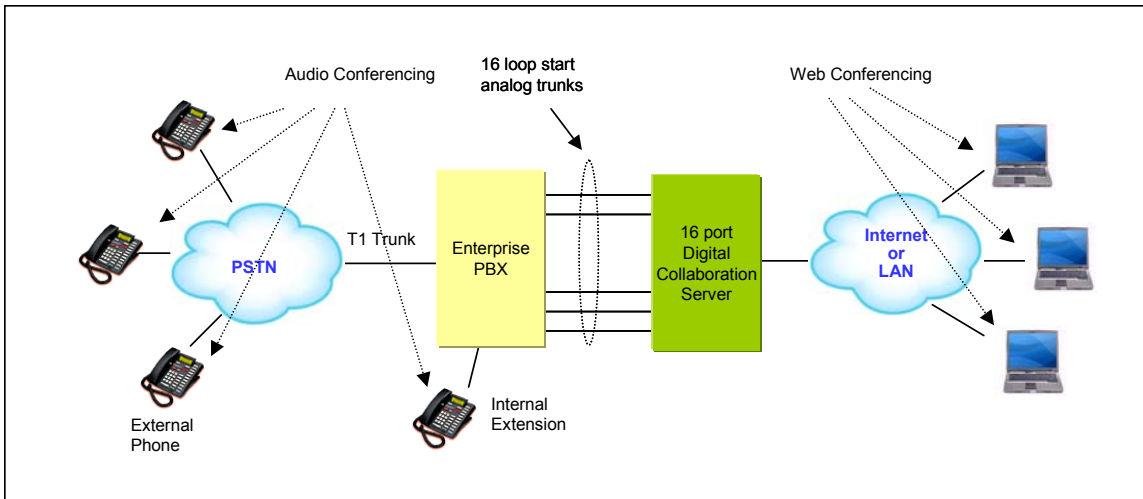 Audio Conferencing
16 loop start
analog trunks
Web Conferencing
T1 Trunk
PSTN
Enterprise
PBX
16 port
Digital
Collaboration
Server
Internet
or
LAN
External
Phone
Internal
Extension